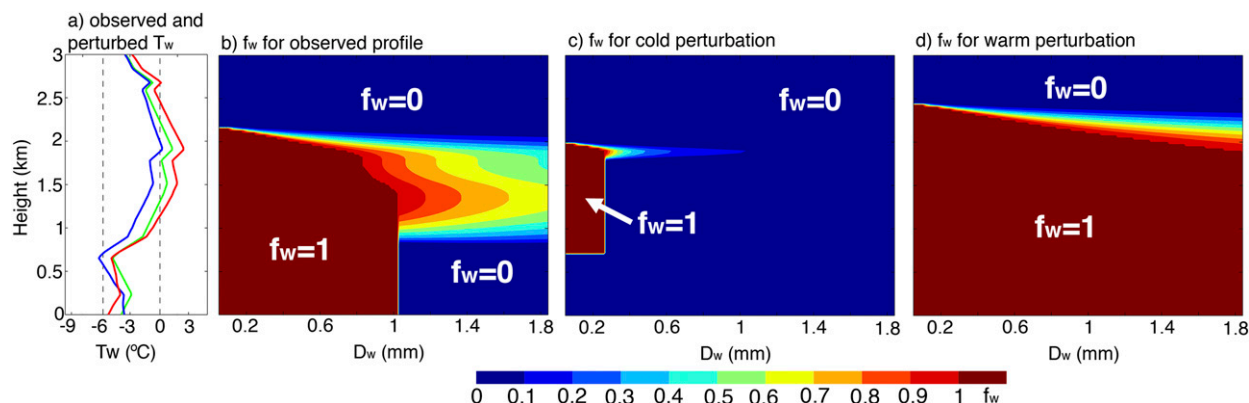 a) observed and
perturbed Tw
b) fw for observed profile
c) fw for cold perturbation
d) fw for warm perturbation
Height (km)
3
2.5
2
1.5
1
0.5
0
-9 -6 -3 0 3
Tw (ºC)
fw=0
fw=1
fw=0
0.2 0.6 1 1.4 1.8
Dw (mm)
fw=0
fw=1
0.2 0.6 1 1.4 1.8
Dw (mm)
fw=0
fw=1
0.2 0.6 1 1.4 1.8
Dw (mm)
0 0.1 0.2 0.3 0.4 0.5 0.6 0.7 0.8 0.9 1 fw